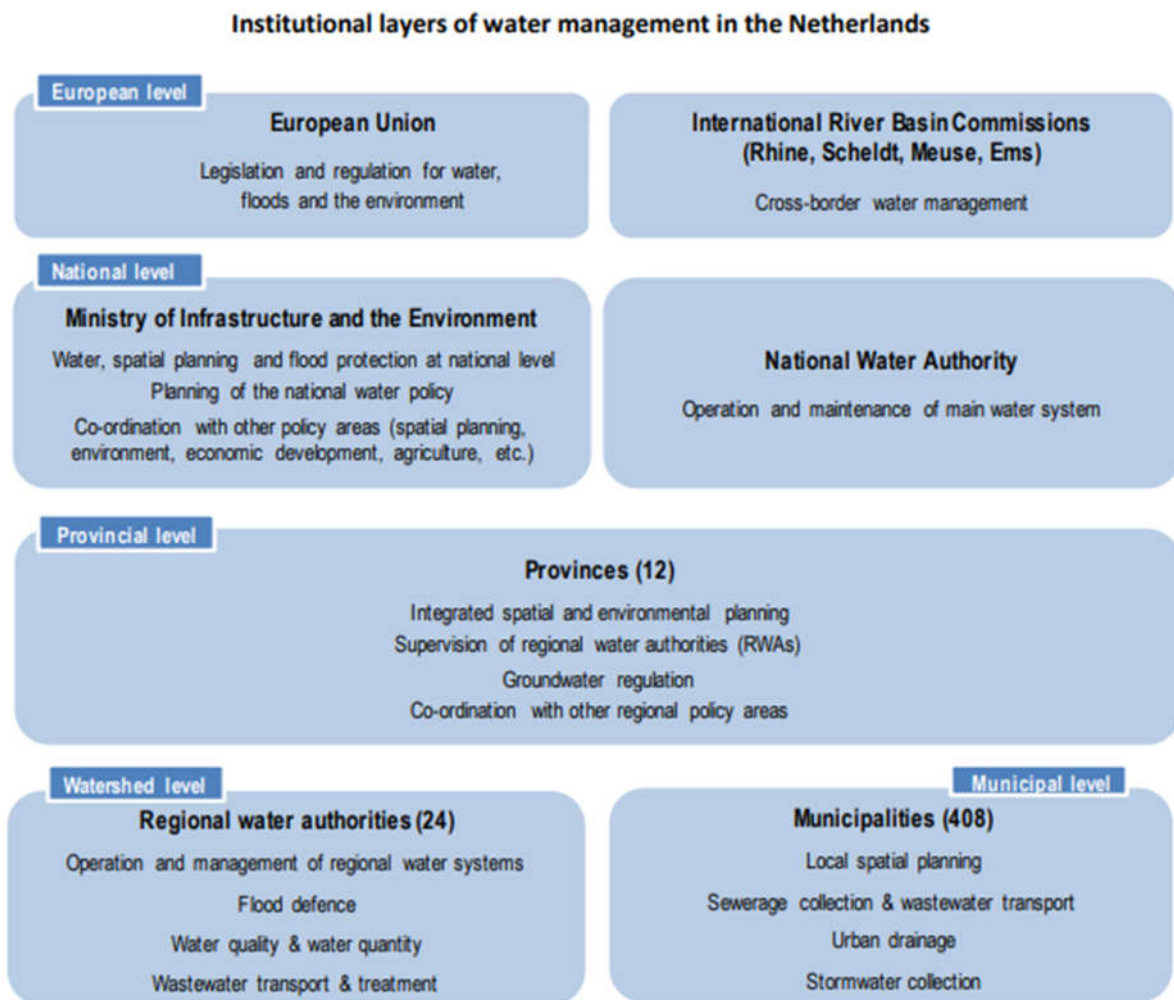 Institutional layers of water management in the Netherlands
European level
European Union
Legislation and regulation for water,
floods and the environment
International River Basin Commissions
(Rhine, Scheldt, Meuse, Ems)
Cross-border water management
National level
Ministry of Infrastructure and the Environment
Water, spatial planning and flood protection at national level
Planning of the national water policy
Co-ordination with other policy areas (spatial planning,
environment, economic development, agriculture, etc.)
National Water Authority
Operation and maintenance of main water system
Provincial level
Provinces (12)
Integrated spatial and environmental planning
Supervision of regional water authorities (RWAs)
Groundwater regulation
Co-ordination with other regional policy areas
Watershed level
Regional water authorities (24)
Operation and management of regional water systems
Flood defence
Water quality & water quantity
Wastewater transport & treatment
Municipal level
Municipalities (408)
Local spatial planning
Sewerage collection & wastewater transport
Urban drainage
Stormwater collection